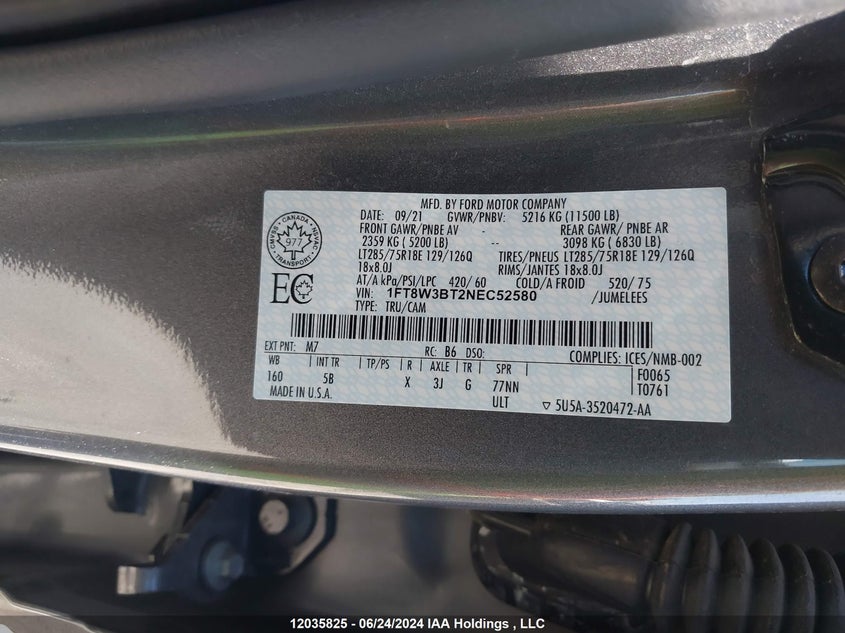 MFD. BY FORD MOTOR COMPANY
DATE: 09/21 GVWR/PNBV: 5216 KG (11500 LB)
FRONT GAWR/PNBE AV - REAR GAWR/ PNBE AR
2359 KG ( 5200 LB) -- 3098 KG ( 6830 LB)
LT285/75R18E 129/126Q TIRES/PNEUS LT285/75R18E 129/126Q
18x8.0J RIMS/JANTES 18x8.0J
AT/A kPa/PSI/LPC 420/ 60 COLD/A FROID 520/ 75
VIN: 1FT8W3BT2NEC52580 /JUMELEES
TYPE: TRU/CAM
CMVSS · CANADA · NSVAC
977
TRANSPORT
EC
EXT PNT: M7 RC: B6 DSO: COMPLIES: ICES/NMB-002
WB INT TR TP/PS R AXLE TR SPR F0065
160 5B X 3J G 77NN T0761
MADE IN U.S.A. ULT ▽ 5U5A-3520472-AA
12035825 - 06/24/2024 IAA Holdings , LLC